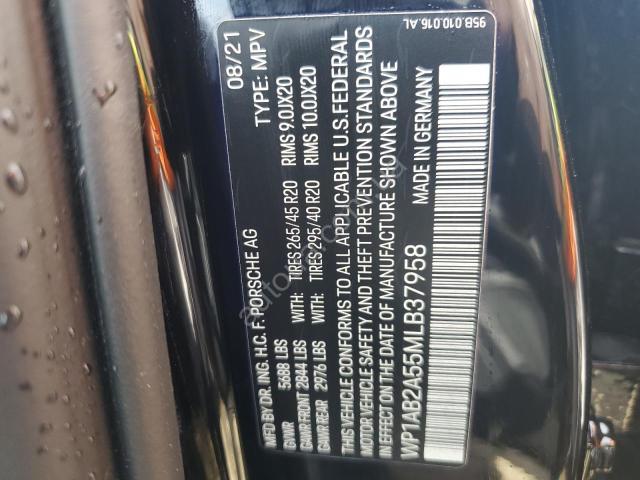 95B.010.016.AL
MFD. BY DR. ING. H.C. F. PORSCHE AG 08/21
GVWR 5688 LBS TYPE: MPV
GWR FRONT 2844 LBS WITH: TIRES 265/45 R20 RIMS 9.0JX20
GWR REAR 2976 LBS WITH: TIRES 295/40 R20 RIMS 10.0JX20
THIS VEHICLE CONFORMS TO ALL APPLICABLE U.S. FEDERAL
MOTOR VEHICLE SAFETY AND THEFT PREVENTION STANDARDS
IN EFFECT ON THE DATE OF MANUFACTURE SHOWN ABOVE
WP1AB2A55MLB37958 MADE IN GERMANY